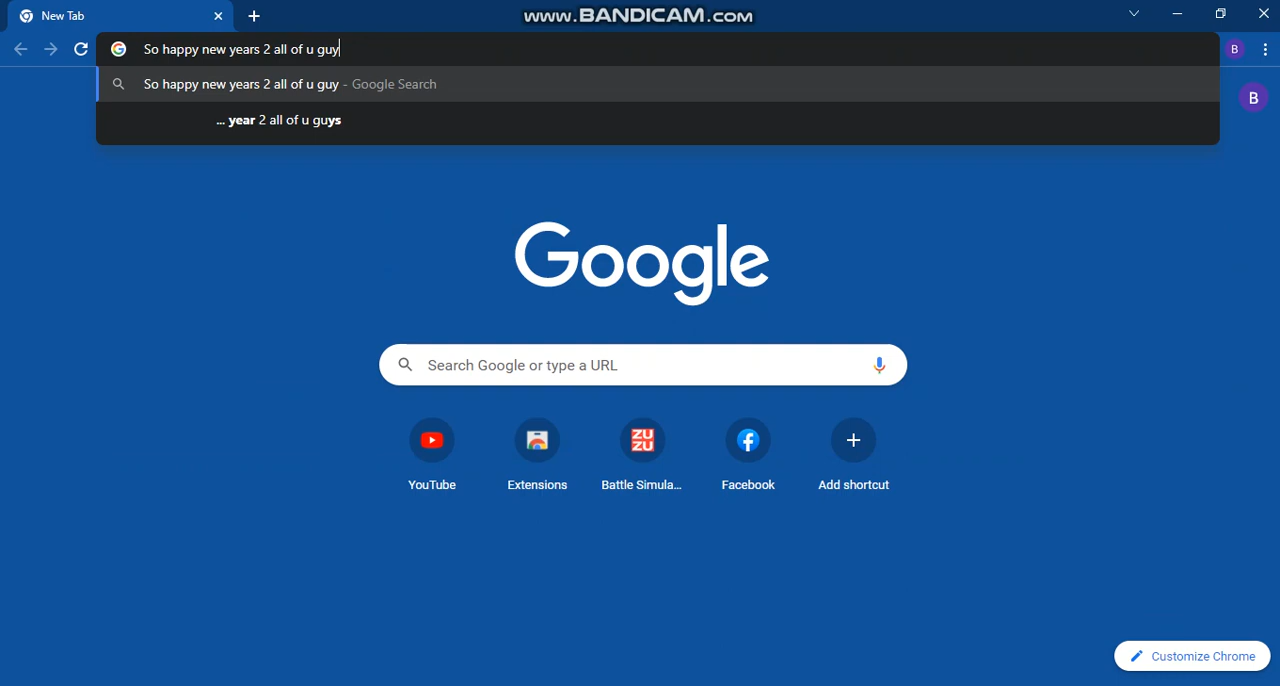 New Tab
www.BANDICAM.com
So happy new years 2 all of u guy
B
So happy new years 2 all of u guy - Google Search
B
... year 2 all of u guys
Google
Search Google or type a URL
ZU
ZU
YouTube
Extensions
Battle Simula...
Facebook
Add shortcut
Customize Chrome